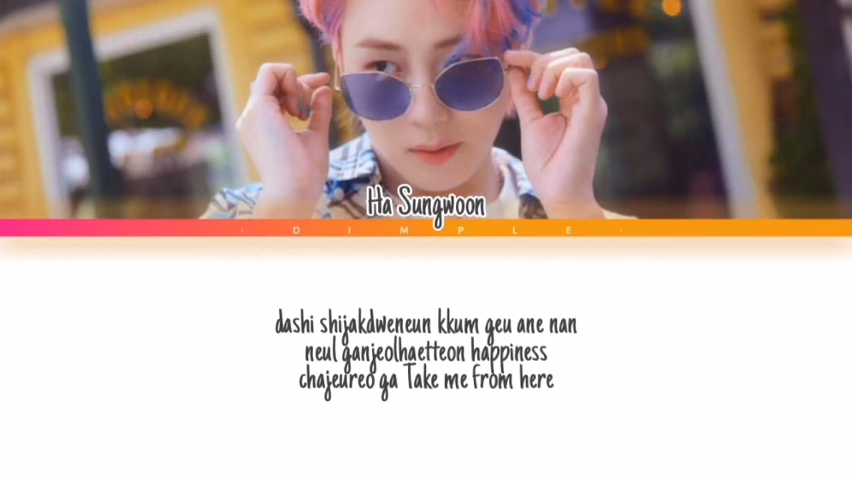 Ha Sungwoon
· D I M P L E ·
dashi shijakdweneun kkum geu ane nan
neul ganjeolhaetteon happiness
chajeureo ga Take me from here